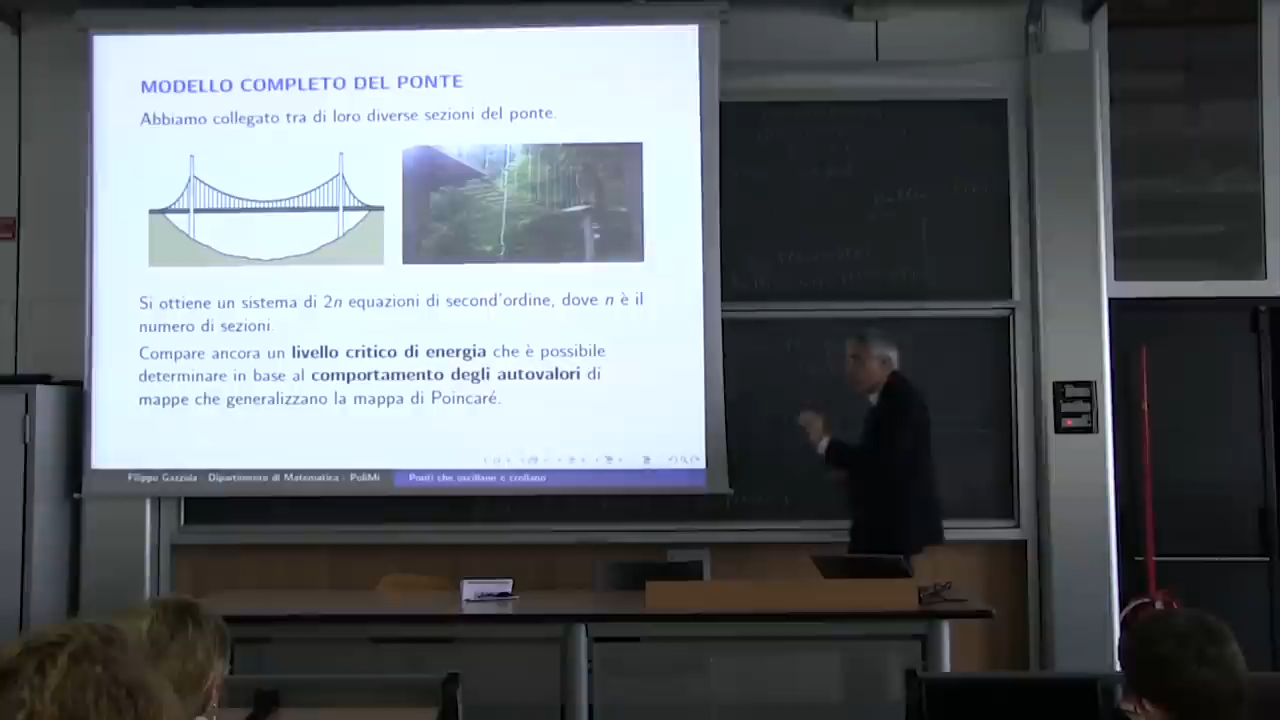 MODELLO COMPLETO DEL PONTE
Abbiamo collegato tra di loro diverse sezioni del ponte.
Si ottiene un sistema di 2n equazioni di second'ordine, dove n è il
numero di sezioni.
Compare ancora un livello critico di energia che è possibile
determinare in base al comportamento degli autovalori di
mappe che generalizzano la mappa di Poincaré.
Filippo Gazzola Dipartimento di Matematica - PoliMi
Ponti che oscillano e crollano